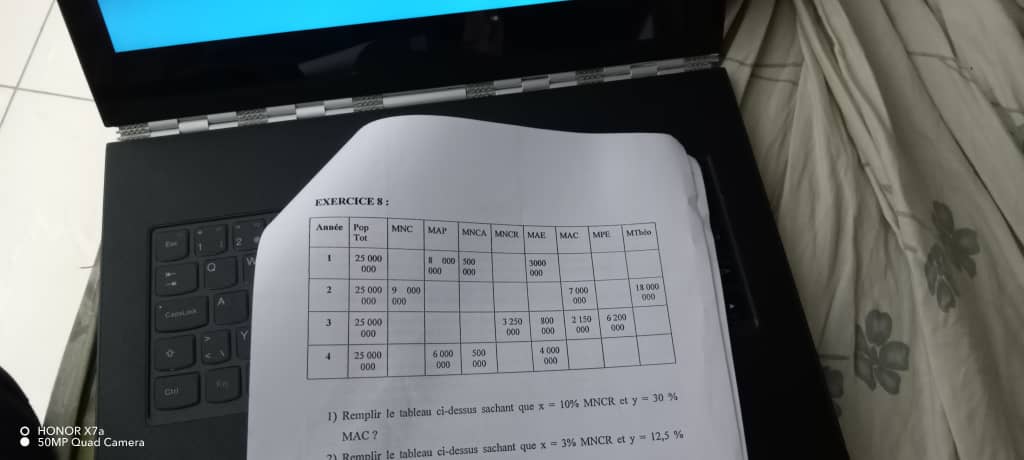 Esc
1
2
Q
W
CapsLock
A
Y
Ctrl
Fn
EXERCICE 8 :
Année Pop Tot MNC MAP MNCA MNCR MAE MAC MPE MThéo
1 25 000 000 8 000 000 500 000 3000 000
2 25 000 000 9 000 000 7 000 000 18 000 000
3 25 000 000 3 250 000 800 000 2 150 000 6 200 000
4 25 000 000 6 000 000 500 000 4 000 000
1) Remplir le tableau ci-dessus sachant que x = 10% MNCR et y = 30 %
MAC ?
2) Remplir le tableau ci-dessus sachant que x = 3% MNCR et y = 12,5 %
HONOR X7a
50MP Quad Camera